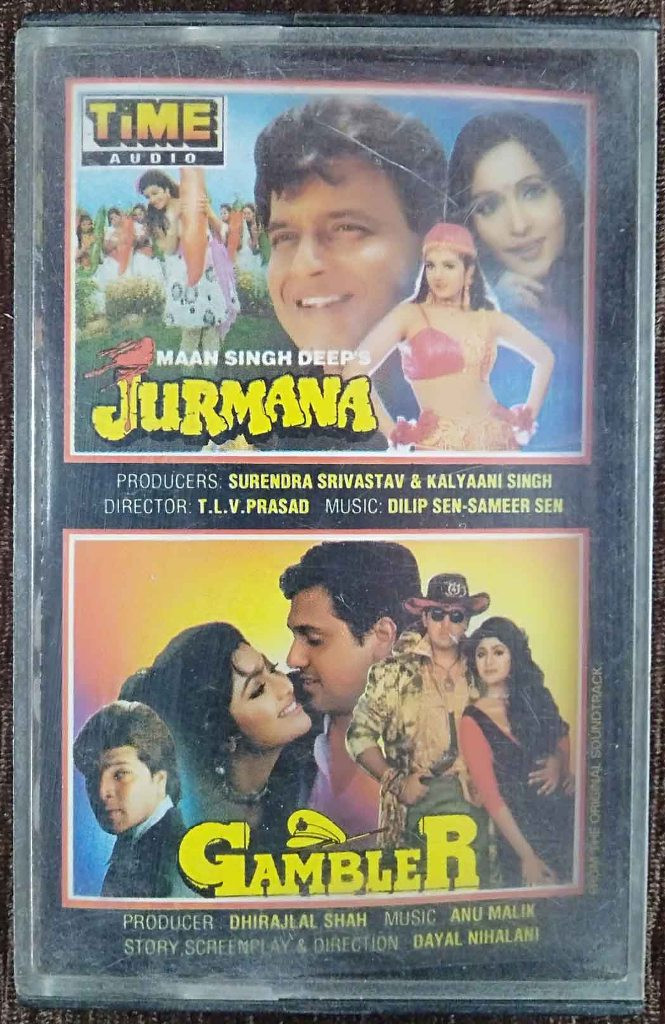 TiME
AUDIO
MAAN SINGH DEEP'S
JURMANA
PRODUCERS: SURENDRA SRIVASTAV & KALYAANI SINGH
DIRECTOR: T.L.V.PRASAD MUSIC: DILIP SEN-SAMEER SEN
GAMBLER
FROM THE ORIGINAL SOUNDTRACK
PRODUCER DHIRAJLAL SHAH MUSIC ANU MALIK
STORY,SCREENPLAY & DIRECTION DAYAL NIHALANI